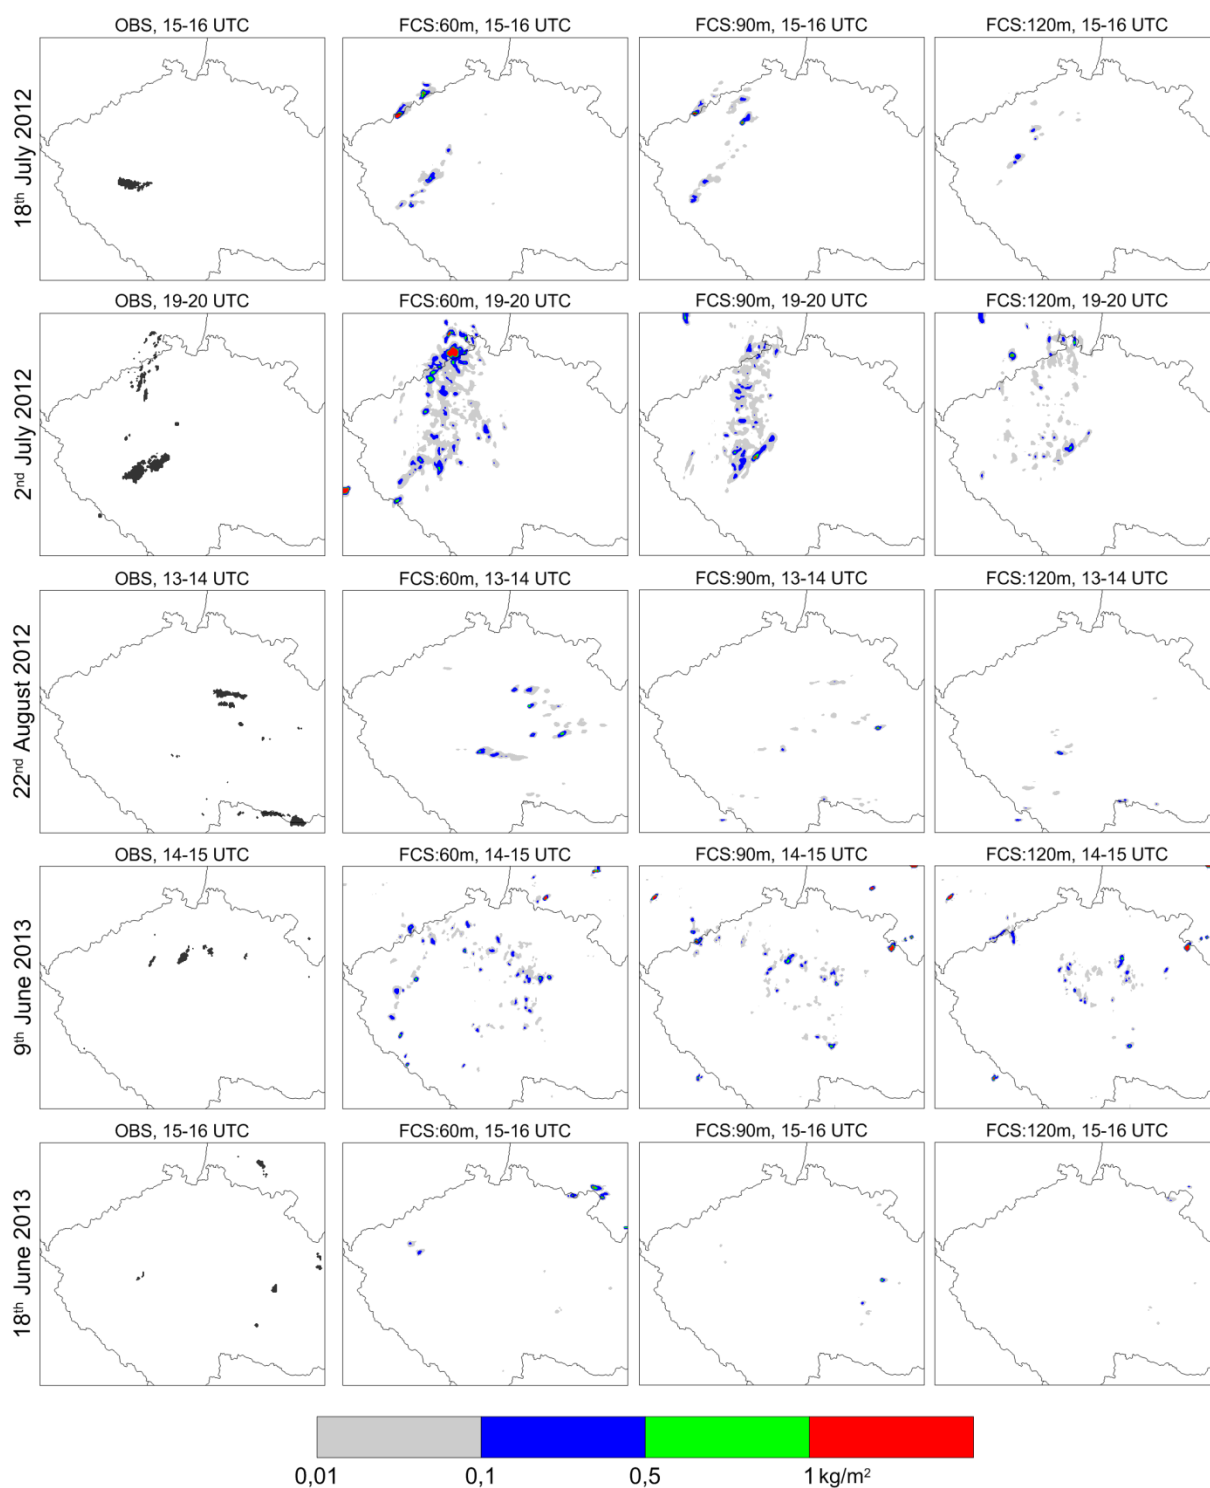 OBS, 15-16 UTC
FCS:60m, 15-16 UTC
FCS:90m, 15-16 UTC
FCS:120m, 15-16 UTC
18th July 2012
OBS, 19-20 UTC
FCS:60m, 19-20 UTC
FCS:90m, 19-20 UTC
FCS:120m, 19-20 UTC
2nd July 2012
OBS, 13-14 UTC
FCS:60m, 13-14 UTC
FCS:90m, 13-14 UTC
FCS:120m, 13-14 UTC
22nd August 2012
OBS, 14-15 UTC
FCS:60m, 14-15 UTC
FCS:90m, 14-15 UTC
FCS:120m, 14-15 UTC
9th June 2013
OBS, 15-16 UTC
FCS:60m, 15-16 UTC
FCS:90m, 15-16 UTC
FCS:120m, 15-16 UTC
18th June 2013
0,01 0,1 0,5 1 kg/m²